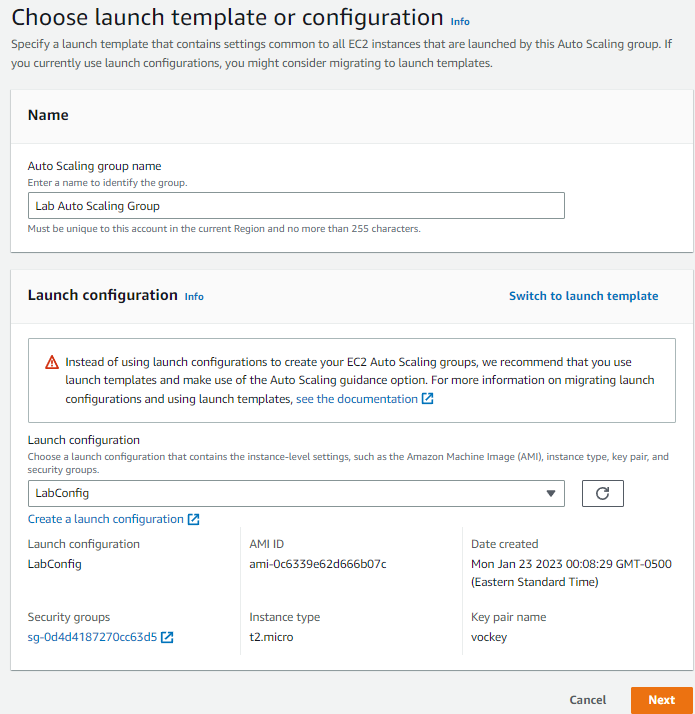 Choose launch template or configuration Info
Specify a launch template that contains settings common to all EC2 instances that are launched by this Auto Scaling group. If
you currently use launch configurations, you might consider migrating to launch templates.
Name
Auto Scaling group name
Enter a name to identify the group.
Lab Auto Scaling Group
Must be unique to this account in the current Region and no more than 255 characters.
Launch configuration Info
Switch to launch template
Instead of using launch configurations to create your EC2 Auto Scaling groups, we recommend that you use
launch templates and make use of the Auto Scaling guidance option. For more information on migrating launch
configurations and using launch templates, see the documentation
Launch configuration
Choose a launch configuration that contains the instance-level settings, such as the Amazon Machine Image (AMI), instance type, key pair, and
security groups.
LabConfig
Create a launch configuration
Launch configuration
LabConfig
AMI ID
ami-0c6339e62d666b07c
Date created
Mon Jan 23 2023 00:08:29 GMT-0500
(Eastern Standard Time)
Security groups
sg-0d4d4187270cc63d5
Instance type
t2.micro
Key pair name
vockey
Cancel
Next